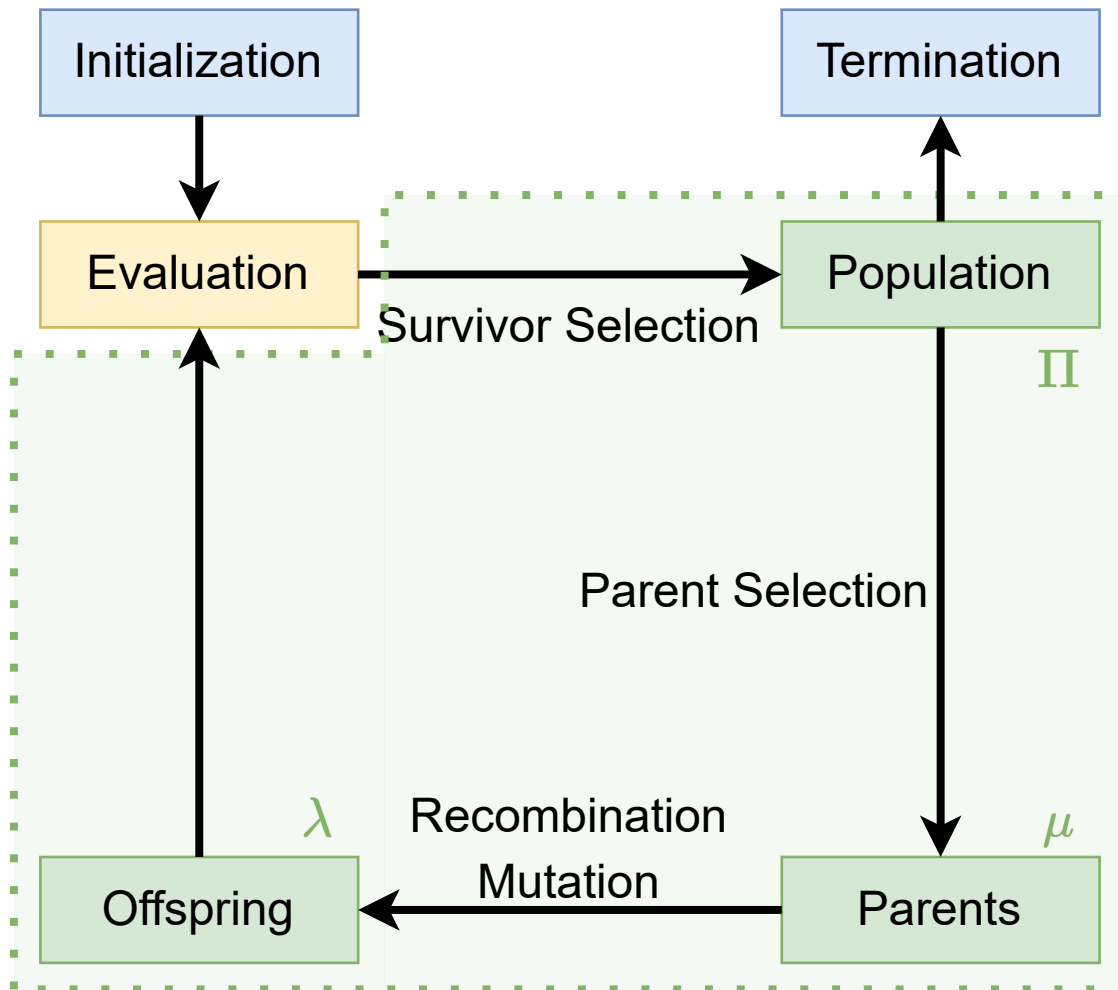 Initialization
Termination
Evaluation
Population
Survivor Selection
Π
Parent Selection
Recombination
Mutation
λ
μ
Offspring
Parents